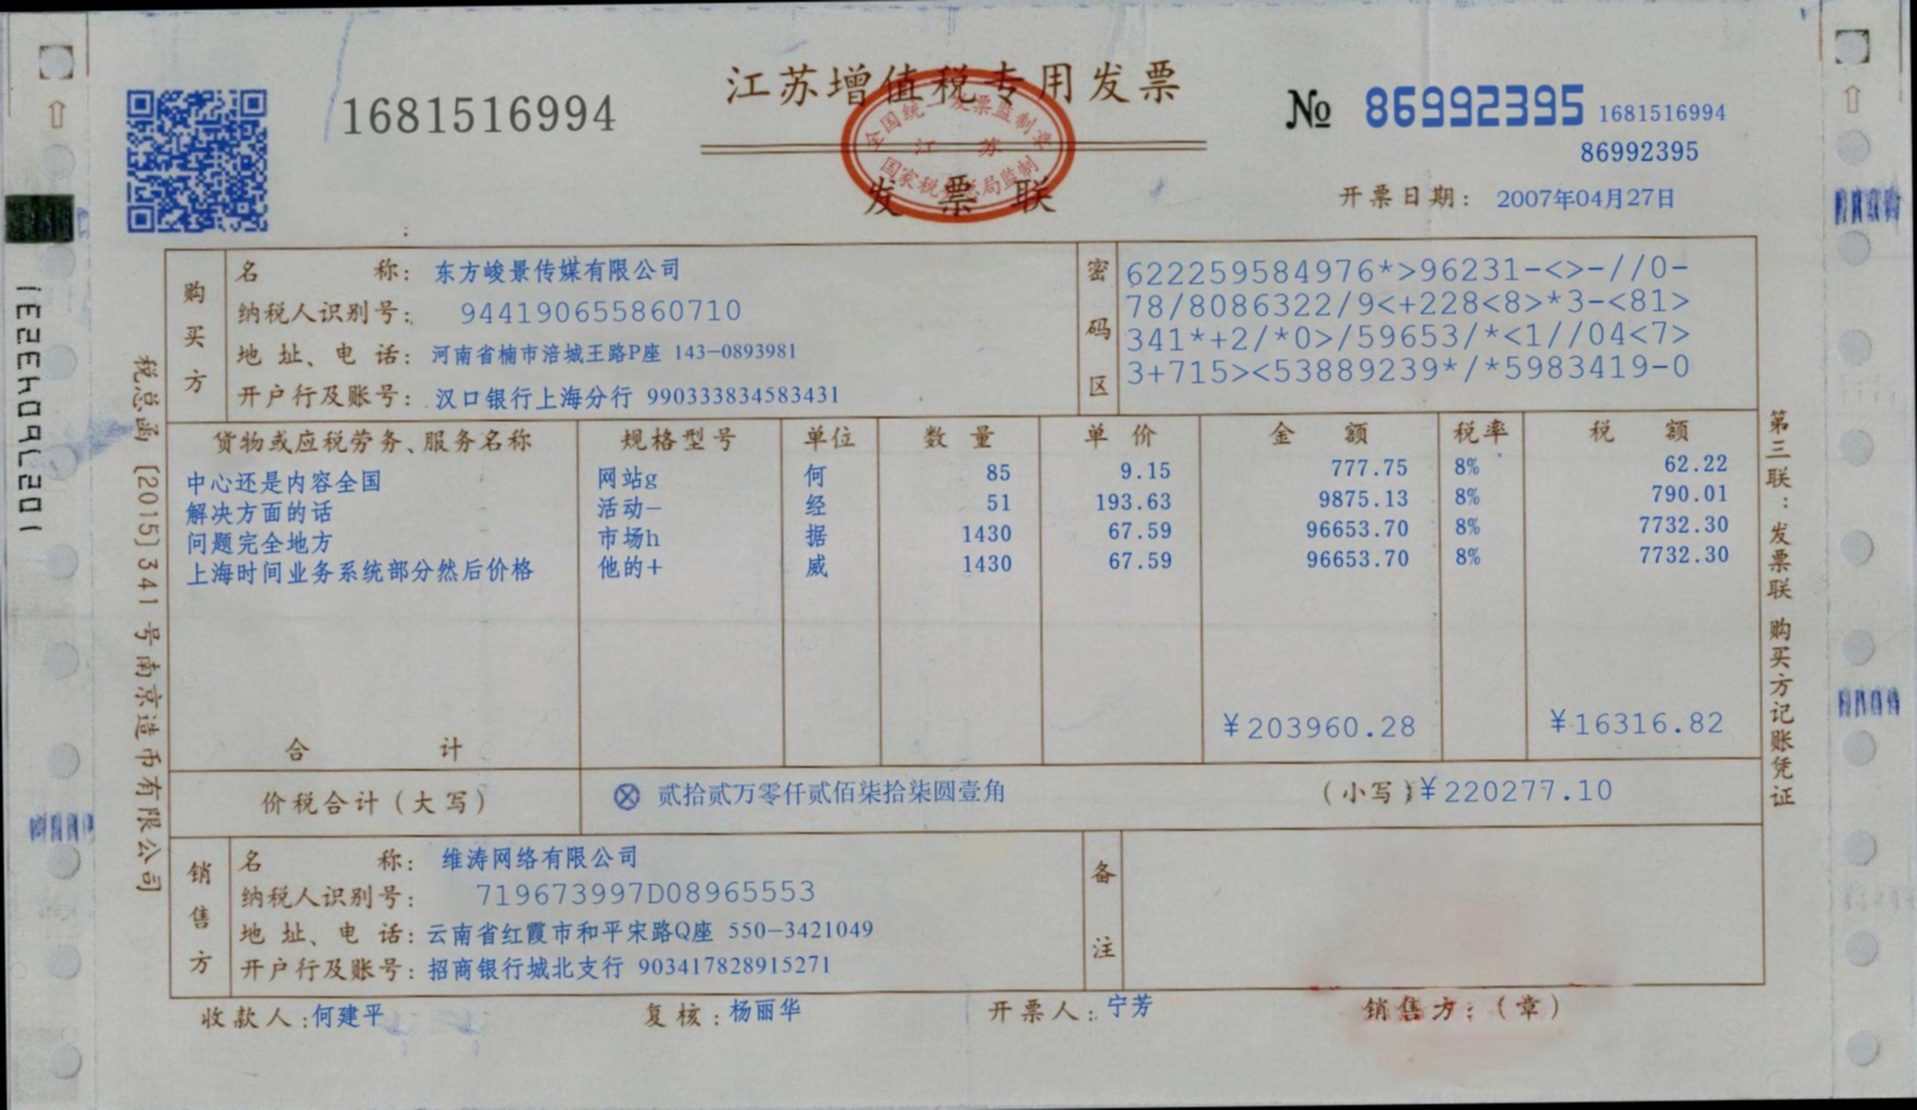 江苏增值税专用发票
1681516994
No 86992395 1681516994
86992395
全国统一发票监制章
江 苏
发 票 联
开票日期: 2007年04月27日
购买方
名 称: 东方峻景传媒有限公司
纳税人识别号: 944190655860710
地 址、电 话: 河南省楠市涪城王路P座 143-0893981
开户行及账号: 汉口银行上海分行 990333834583431
密码区
622259584976*>96231-<>-//0-
78/8086322/9<+228<8>*3-<81>
341*+2/*0>/59653/*<1//04<7>
3+715><53889239*/*5983419-0
货物或应税劳务、服务名称 规格型号 单位 数 量 单 价 金 额 税率 税 额
中心还是内容全国 网站g 何 85 9.15 777.75 8% 62.22
解决方面的话 活动- 经 51 193.63 9875.13 8% 790.01
问题完全地方 市场h 据 1430 67.59 96653.70 8% 7732.30
上海时间业务系统部分然后价格 他的+ 威 1430 67.59 96653.70 8% 7732.30
合 计 ¥203960.28 ¥16316.82
价税合计(大写) ⊗ 贰拾贰万零仟贰佰柒拾柒圆壹角 (小写)¥220277.10
销售方
名 称: 维涛网络有限公司
纳税人识别号: 719673997D08965553
地 址、电 话: 云南省红霞市和平宋路Q座 550-3421049
开户行及账号: 招商银行城北支行 903417828915271
备注
收款人:何建平 复核:杨丽华 开票人:宁芳 销售方:(章)
税总函〔2015〕341号南京造币有限公司
第三联:发票联 购买方记账凭证